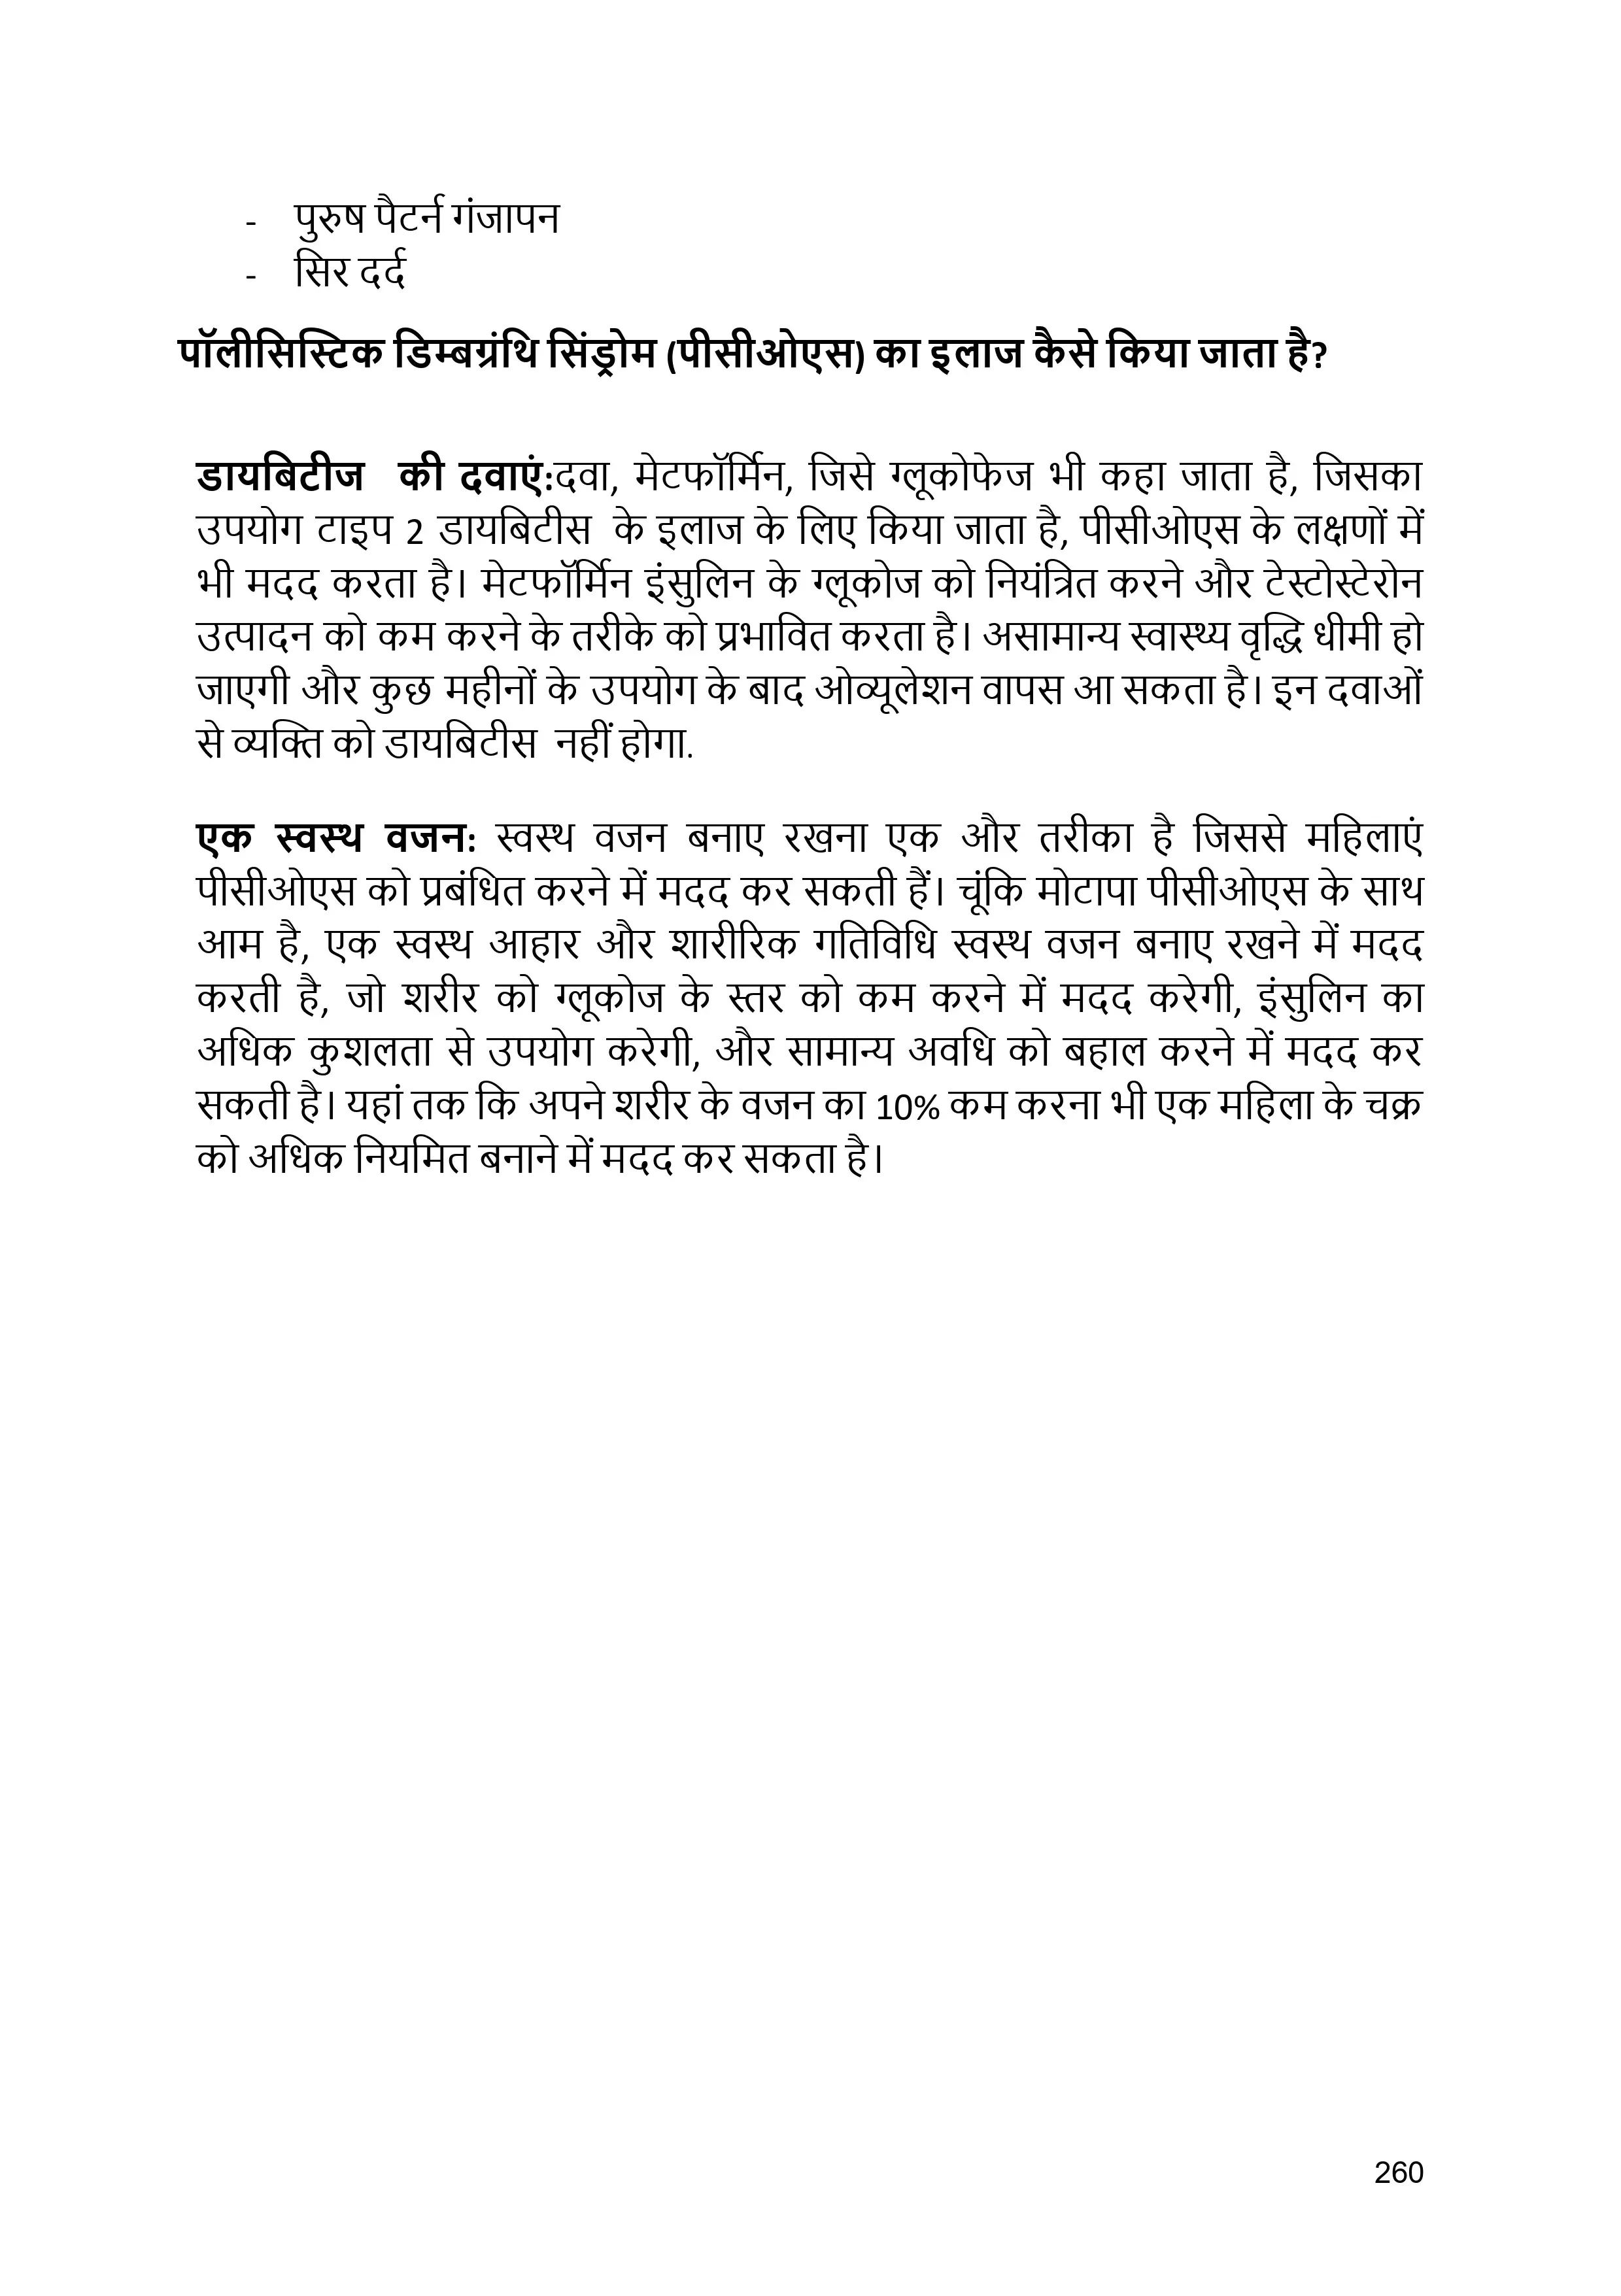 - पुरुष पैटर्न गंजापन
- सिर दर्द
पॉलीसिस्टिक डिम्बग्रंथि सिंड्रोम (पीसीओएस) का इलाज कैसे किया जाता है?
डायबिटीज की दवाएं:दवा, मेटफॉर्मिन, जिसे ग्लूकोफेज भी कहा जाता है, जिसका
उपयोग टाइप 2 डायबिटीस के इलाज के लिए किया जाता है, पीसीओएस के लक्षणों में
भी मदद करता है। मेटफॉर्मिन इंसुलिन के ग्लूकोज को नियंत्रित करने और टेस्टोस्टेरोन
उत्पादन को कम करने के तरीके को प्रभावित करता है। असामान्य स्वास्थ्य वृद्धि धीमी हो
जाएगी और कुछ महीनों के उपयोग के बाद ओव्यूलेशन वापस आ सकता है। इन दवाओं
से व्यक्ति को डायबिटीस नहीं होगा.
एक स्वस्थ वजन: स्वस्थ वजन बनाए रखना एक और तरीका है जिससे महिलाएं
पीसीओएस को प्रबंधित करने में मदद कर सकती हैं। चूंकि मोटापा पीसीओएस के साथ
आम है, एक स्वस्थ आहार और शारीरिक गतिविधि स्वस्थ वजन बनाए रखने में मदद
करती है, जो शरीर को ग्लूकोज के स्तर को कम करने में मदद करेगी, इंसुलिन का
अधिक कुशलता से उपयोग करेगी, और सामान्य अवधि को बहाल करने में मदद कर
सकती है। यहां तक कि अपने शरीर के वजन का 10% कम करना भी एक महिला के चक्र
को अधिक नियमित बनाने में मदद कर सकता है।
260